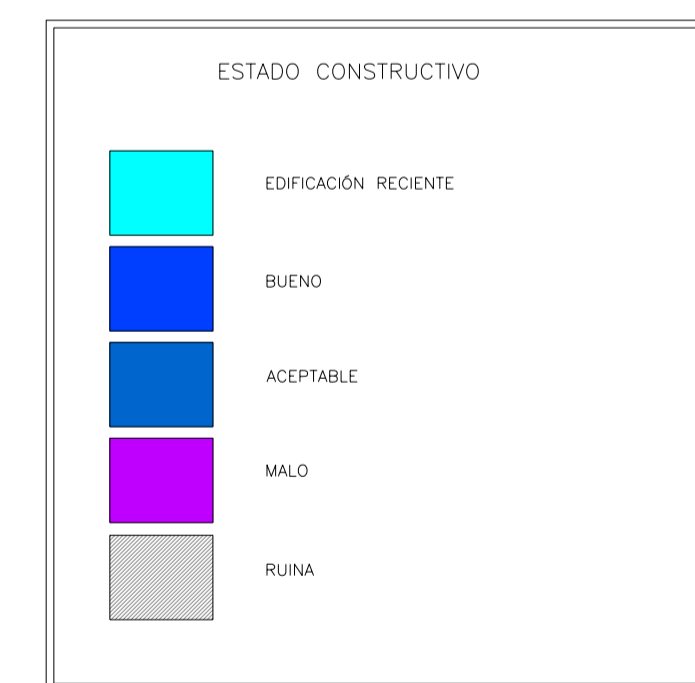 ESTADO CONSTRUCTIVO
EDIFICACIÓN RECIENTE
BUENO
ACEPTABLE
MALO
RUINA